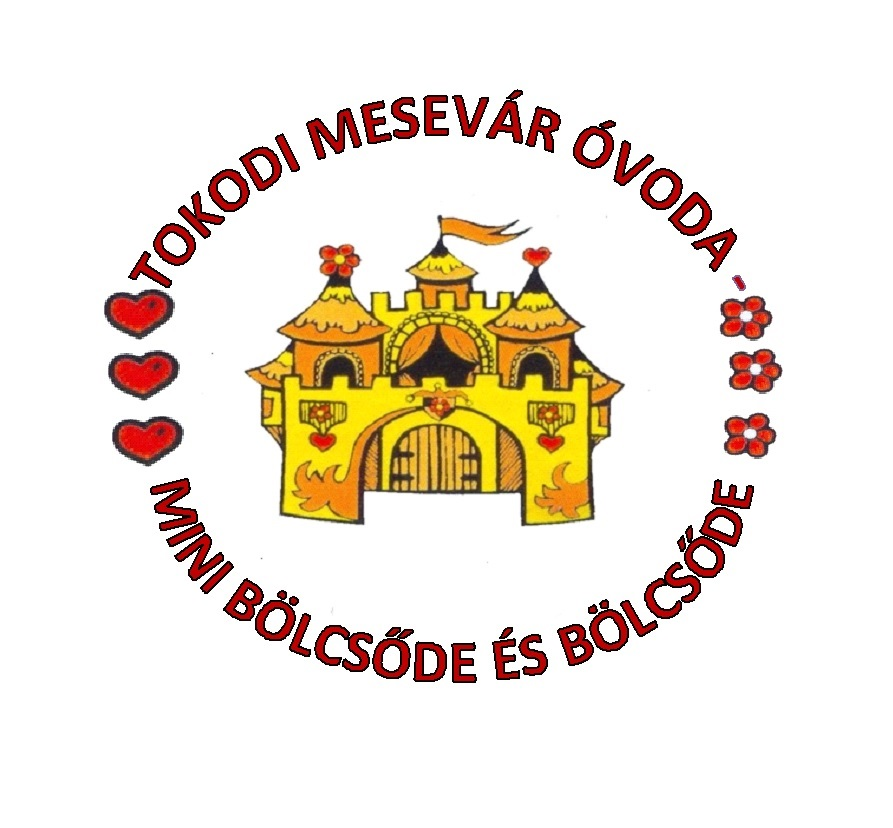 TOKODI MESEVÁR ÓVODA -
MINI BÖLCSŐDE ÉS BÖLCSŐDE